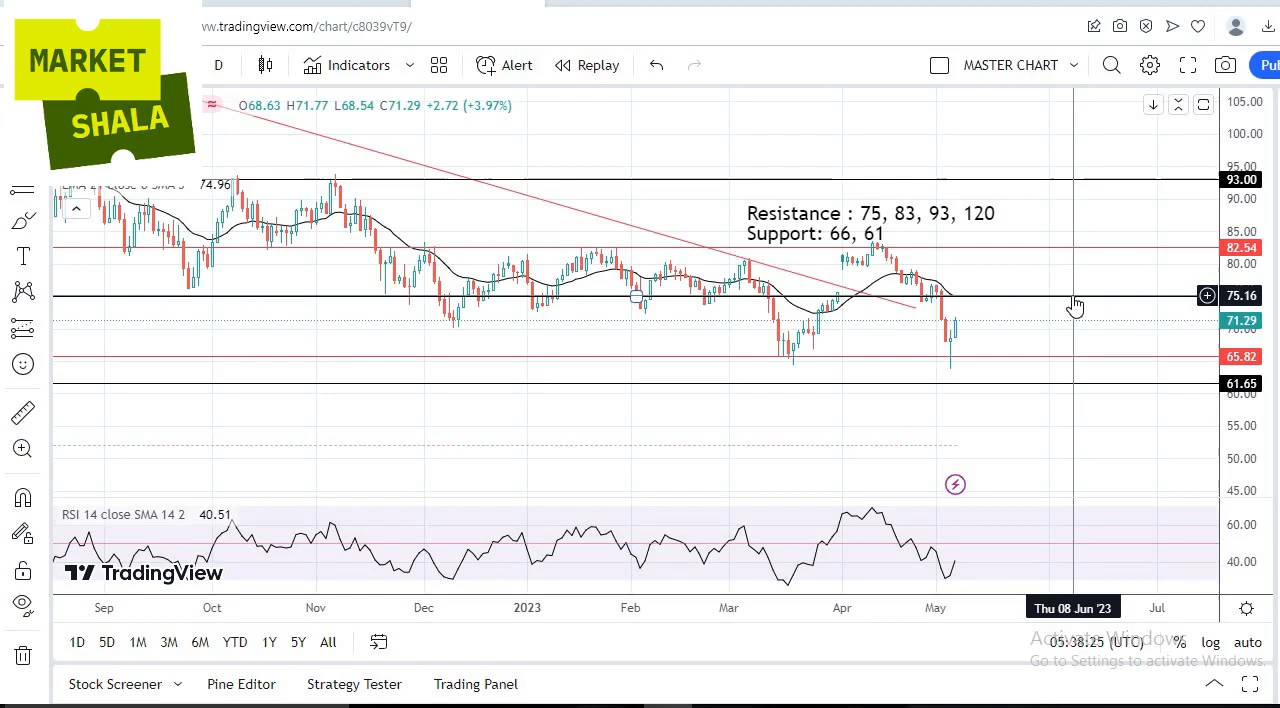 MARKET
SHALA
ww.tradingview.com/chart/c8039vT9/
D
Indicators
Alert
Replay
MASTER CHART
Pu
O68.63 H71.77 L68.54 C71.29 +2.72 (+3.97%)
74.96
Resistance : 75, 83, 93, 120
Support: 66, 61
105.00
100.00
95.00
93.00
90.00
85.00
82.54
80.00
75.16
71.29
70.00
65.82
61.65
60.00
55.00
50.00
45.00
RSI 14 close SMA 14 2 40.51
60.00
40.00
TradingView
Sep Oct Nov Dec 2023 Feb Mar Apr May Thu 08 Jun '23 Jul
1D 5D 1M 3M 6M YTD 1Y 5Y All
05:38:25 (UTC) % log auto
Activate Windows
Go to Settings to activate Windows.
Stock Screener Pine Editor Strategy Tester Trading Panel